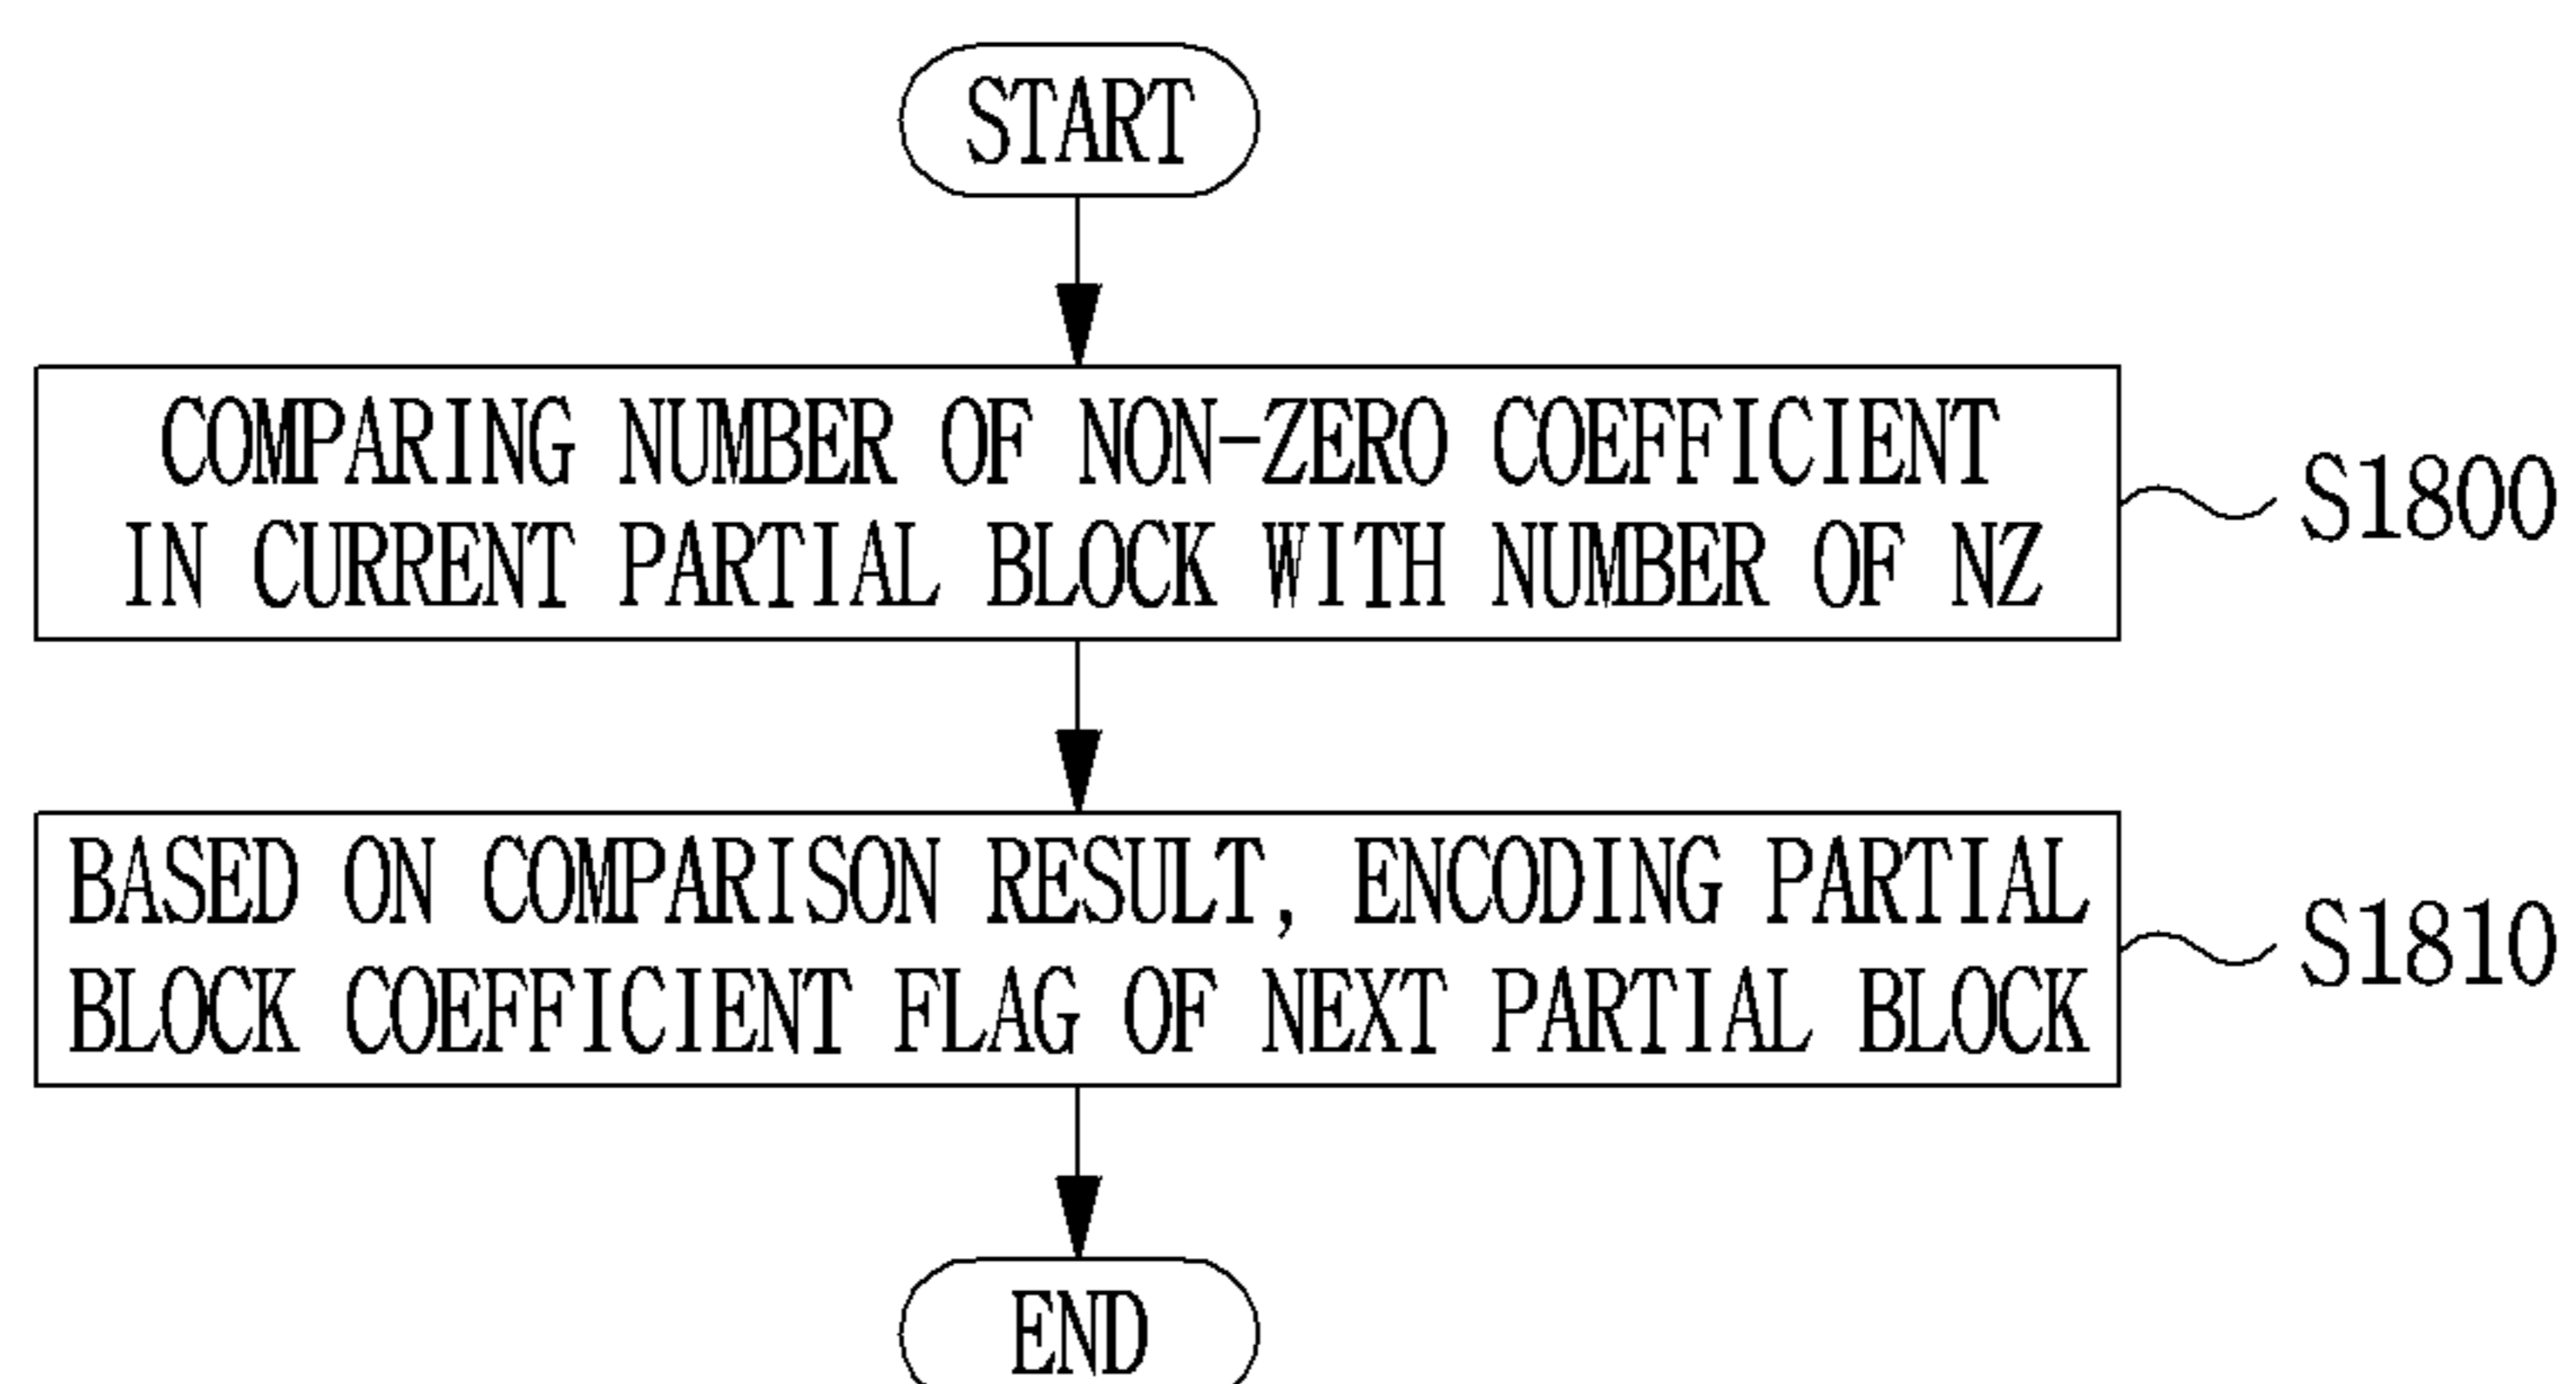 START
COMPARING NUMBER OF NON-ZERO COEFFICIENT
IN CURRENT PARTIAL BLOCK WITH NUMBER OF NZ
S1800
BASED ON COMPARISON RESULT, ENCODING PARTIAL
BLOCK COEFFICIENT FLAG OF NEXT PARTIAL BLOCK
S1810
END